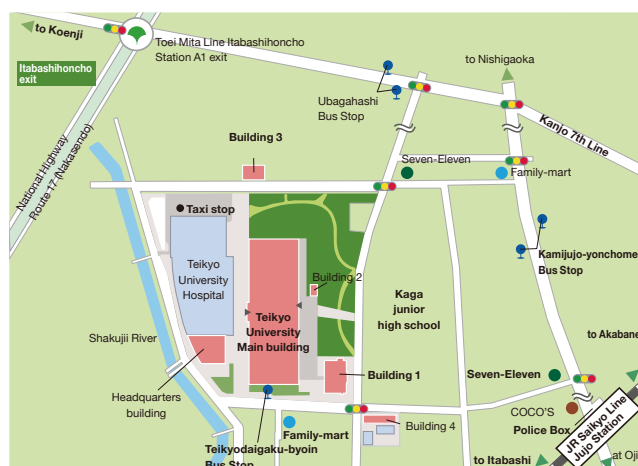 to Koenji
Toei Mita Line Itabashihoncho
Station A1 exit
Itabashihoncho
exit
to Nishigaoka
Ubagahashi
Bus Stop
Kanjo 7th Line
National Highway
Route 17 (Nakasendo)
Building 3
Seven-Eleven
Family-mart
Taxi stop
Kamijujo-yonchome
Bus Stop
Teikyo
University
Hospital
Building 2
Kaga
junior
high school
Teikyo
University
Main building
Shakujii River
to Akabane
Headquarters
building
Building 1
Seven-Eleven
COCO'S
Police Box
JR Saikyo Line
Jujo Station
Family-mart
Building 4
Teikyodaigaku-byoin
Bus Stop
to Itabashi
at Oji